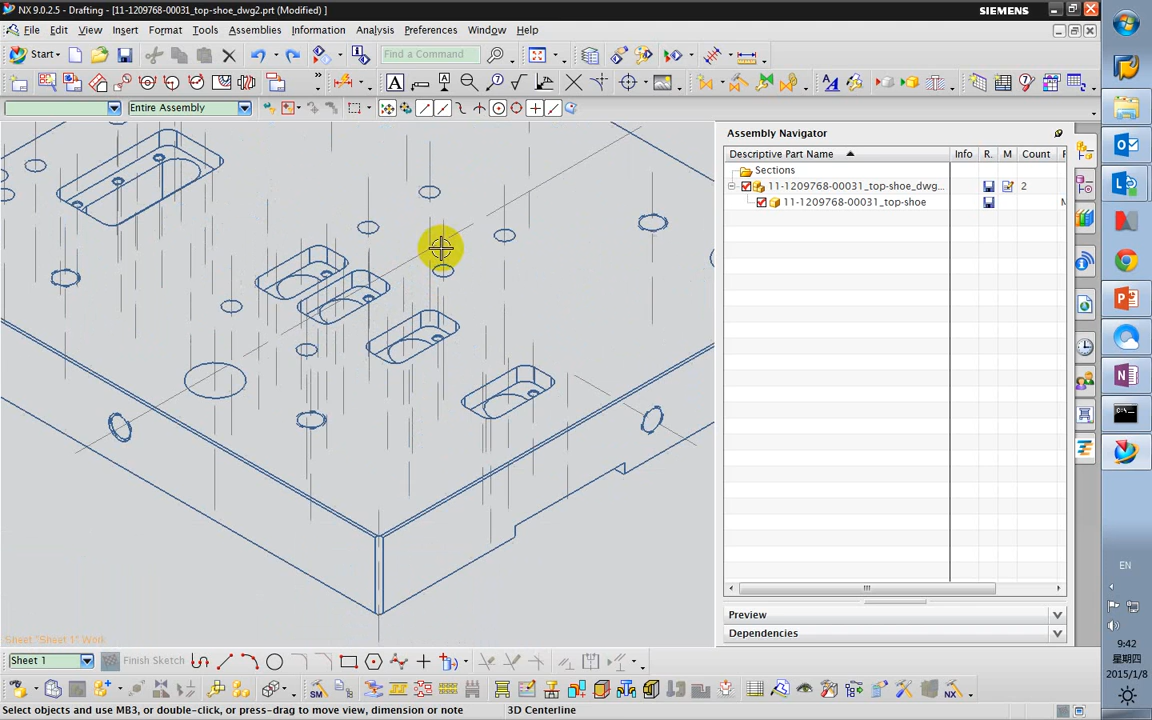 NX 9.0.2.5 - Drafting - [11-1209768-00031_top-shoe_dwg2.prt (Modified) ]
SIEMENS
File Edit View Insert Format Tools Assemblies Information Analysis Preferences Window Help
Start Find a Command
Entire Assembly
Assembly Navigator
Descriptive Part Name Info R. M Count
Sections
11-1209768-00031_top-shoe_dwg... 2
11-1209768-00031_top-shoe
Preview
Dependencies
Sheet "Sheet 1" Work
Sheet 1 Finish Sketch
Select objects and use MB3, or double-click, or press-drag to move view, dimension or note
3D Centerline
EN
9:42
星期四
2015/1/8